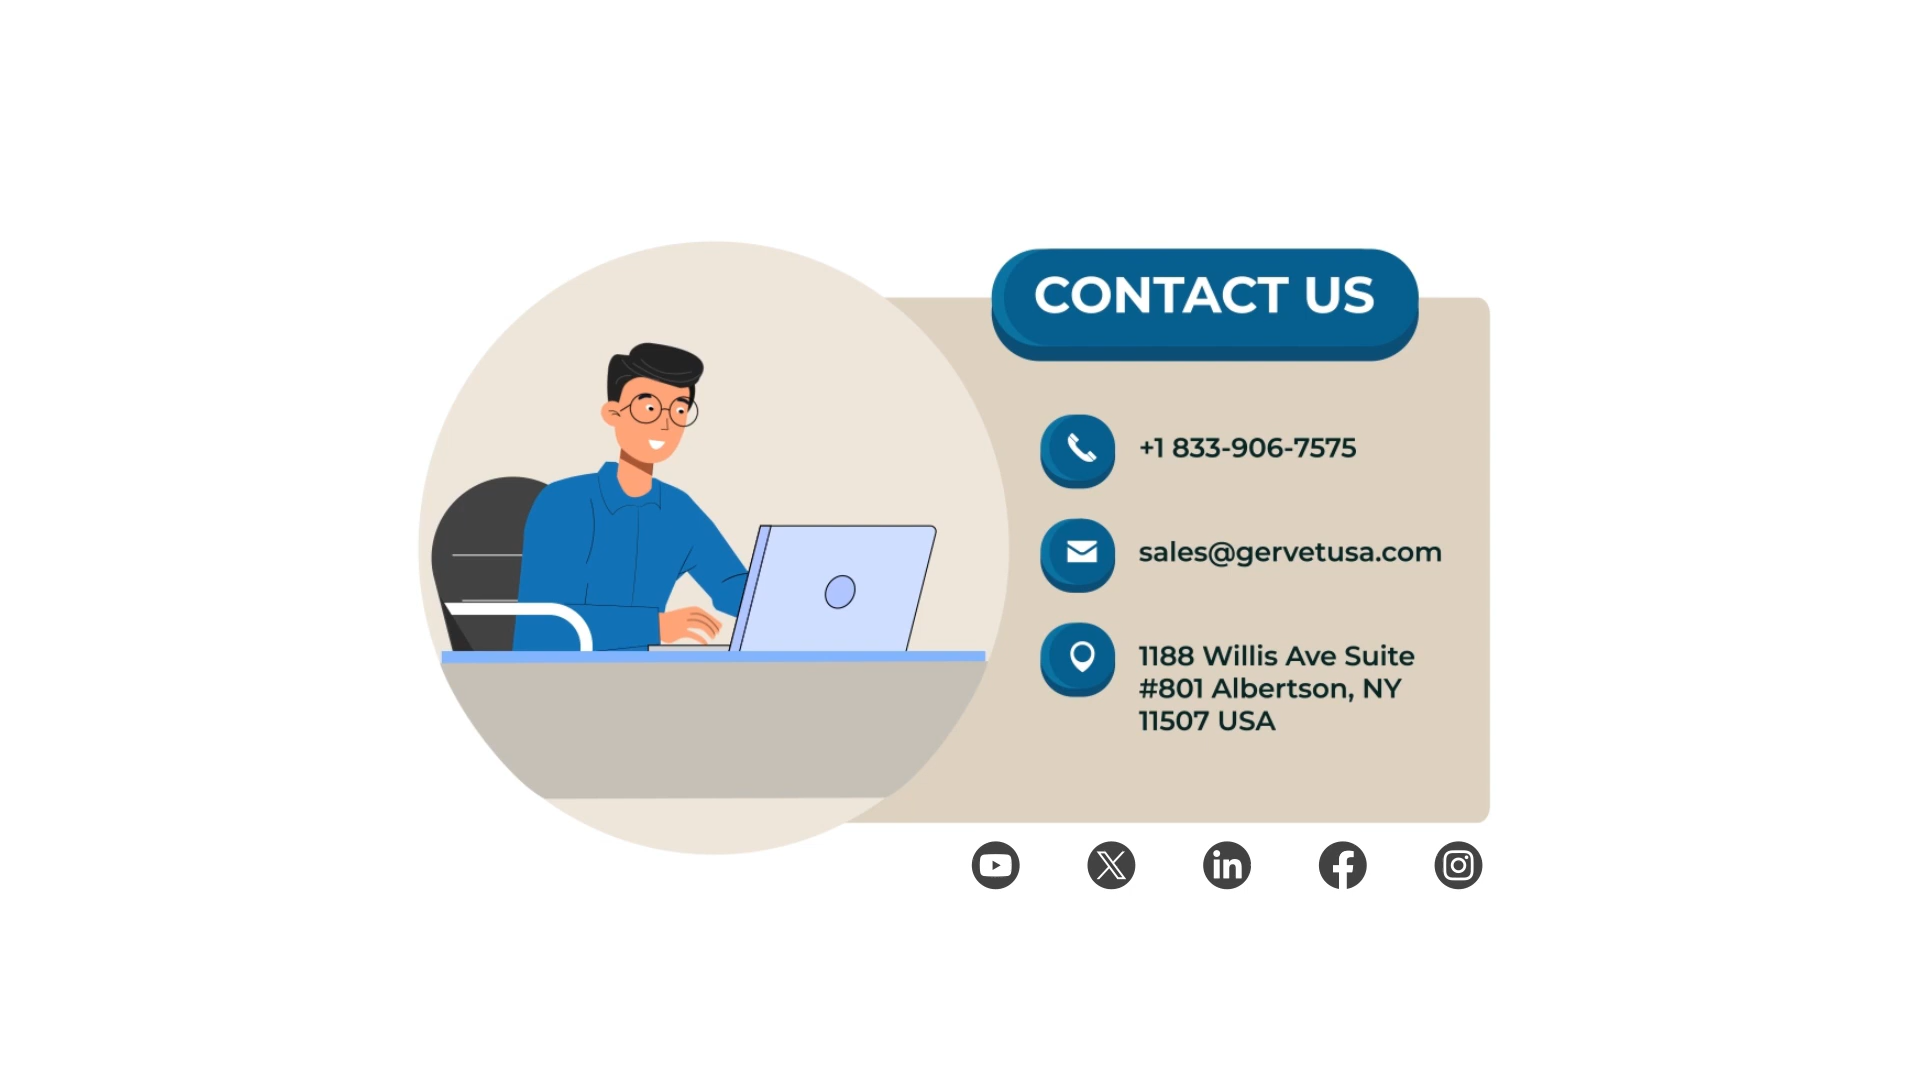 CONTACT US
+1 833-906-7575
sales@gervetusa.com
1188 Willis Ave Suite
#801 Albertson, NY
11507 USA